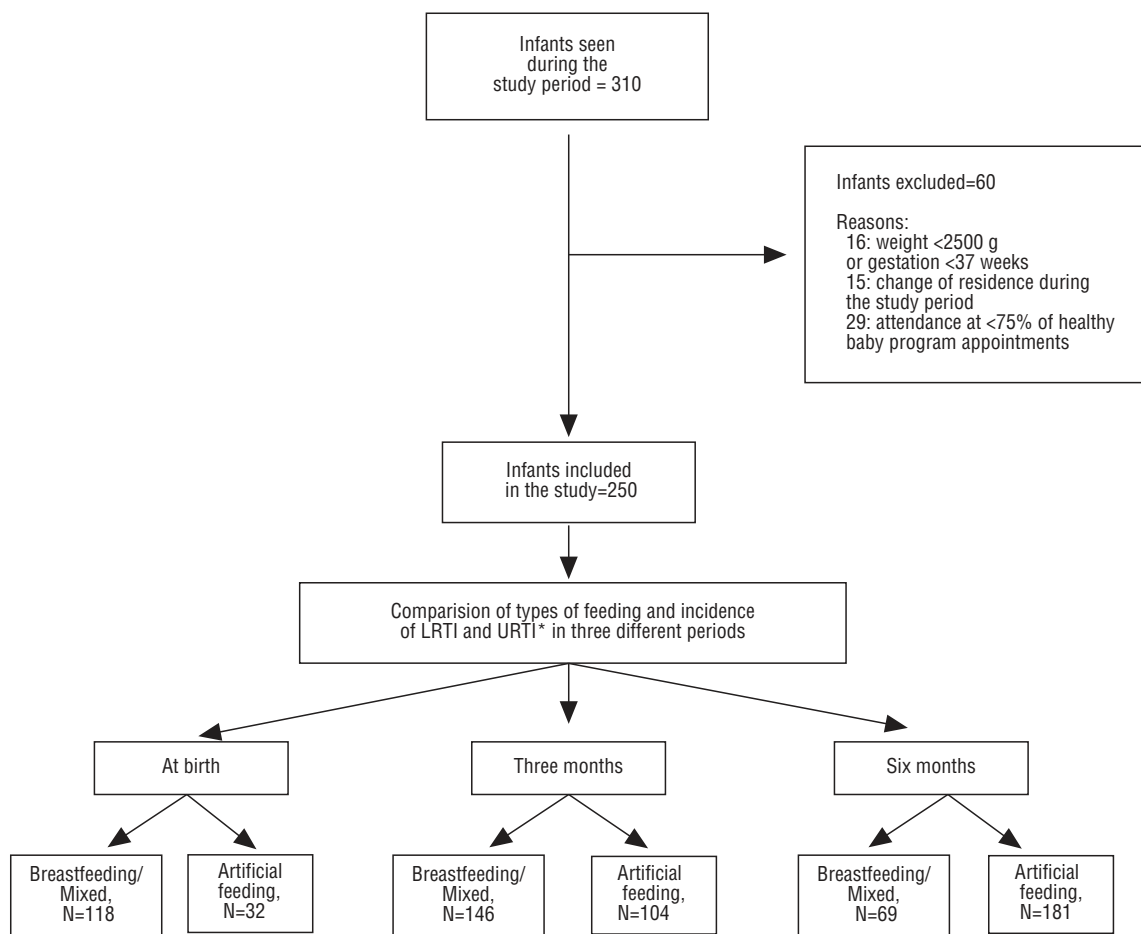 Infants seen
during the
study period = 310
Infants excluded=60
Reasons:
16: weight <2500 g
or gestation <37 weeks
15: change of residence during
the study period
29: attendance at <75% of healthy
baby program appointments
Infants included
in the study=250
Comparision of types of feeding and incidence
of LRTI and URTI* in three different periods
At birth
Three months
Six months
Breastfeeding/
Mixed,
N=118
Artificial
feeding,
N=32
Breastfeeding/
Mixed,
N=146
Artificial
feeding,
N=104
Breastfeeding/
Mixed,
N=69
Artificial
feeding,
N=181